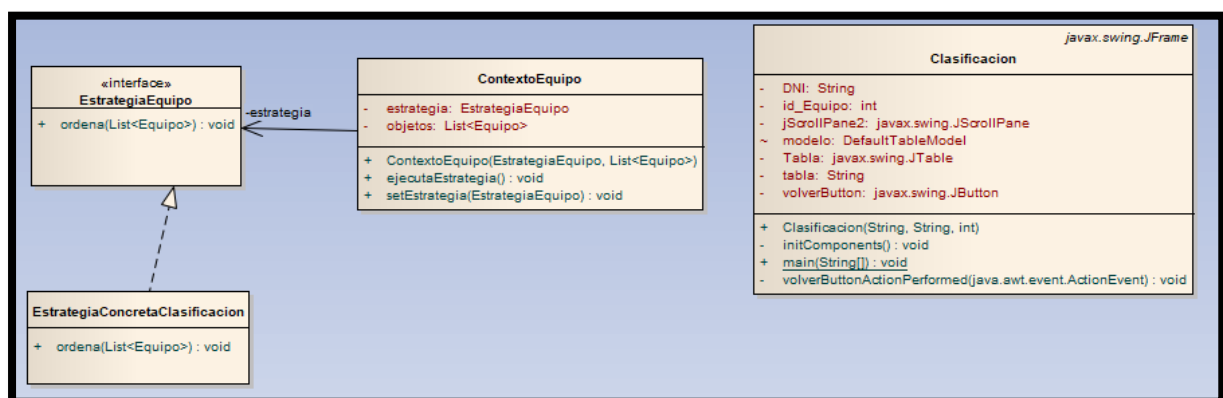 «interface»
EstrategiaEquipo
+ ordena(List<Equipo>) : void
-estrategia
ContextoEquipo
- estrategia: EstrategiaEquipo
- objetos: List<Equipo>
+ ContextoEquipo(EstrategiaEquipo, List<Equipo>)
+ ejecutaEstrategia() : void
+ setEstrategia(EstrategiaEquipo) : void
EstrategiaConcretaClasificacion
+ ordena(List<Equipo>) : void
javax.swing.JFrame
Clasificacion
- DNI: String
- id_Equipo: int
- jScrollPane2: javax.swing.JScrollPane
~ modelo: DefaultTableModel
- Tabla: javax.swing.JTable
- tabla: String
- volverButton: javax.swing.JButton
+ Clasificacion(String, String, int)
- initComponents() : void
+ main(String[]) : void
- volverButtonActionPerformed(java.awt.event.ActionEvent) : void